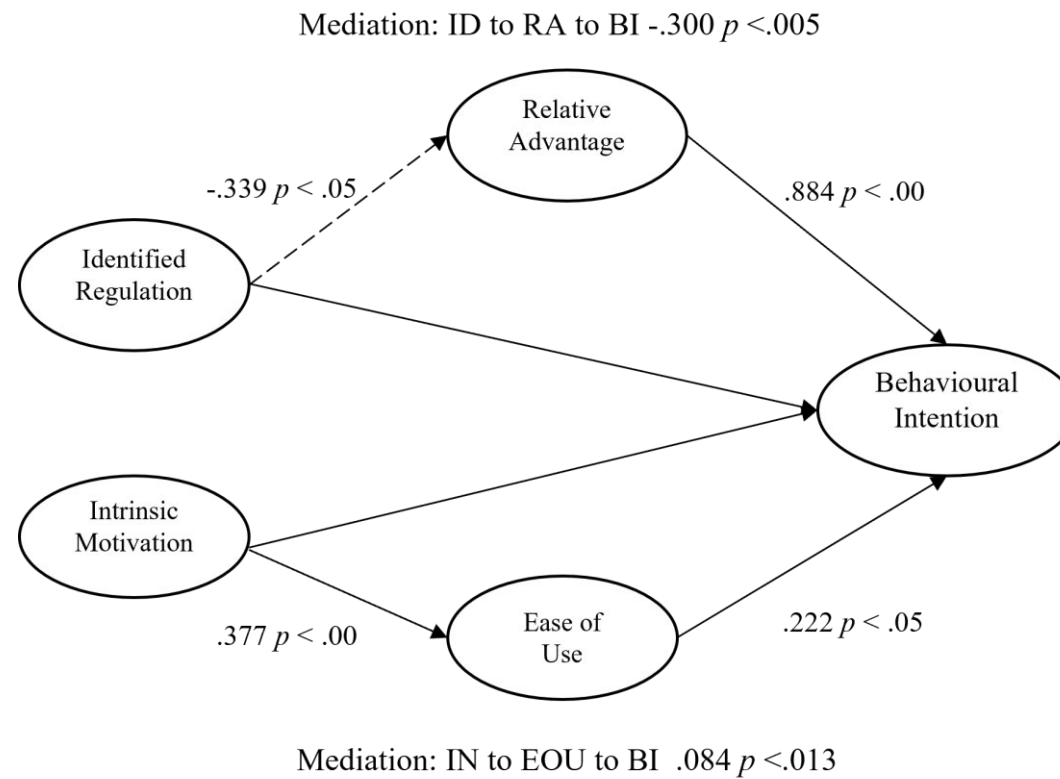 Mediation: ID to RA to BI -.300 p <.005
Relative
Advantage
-.339 p < .05
.884 p < .00
Identified
Regulation
Behavioural
Intention
Intrinsic
Motivation
.377 p < .00
Ease of
Use
.222 p < .05
Mediation: IN to EOU to BI .084 p <.013